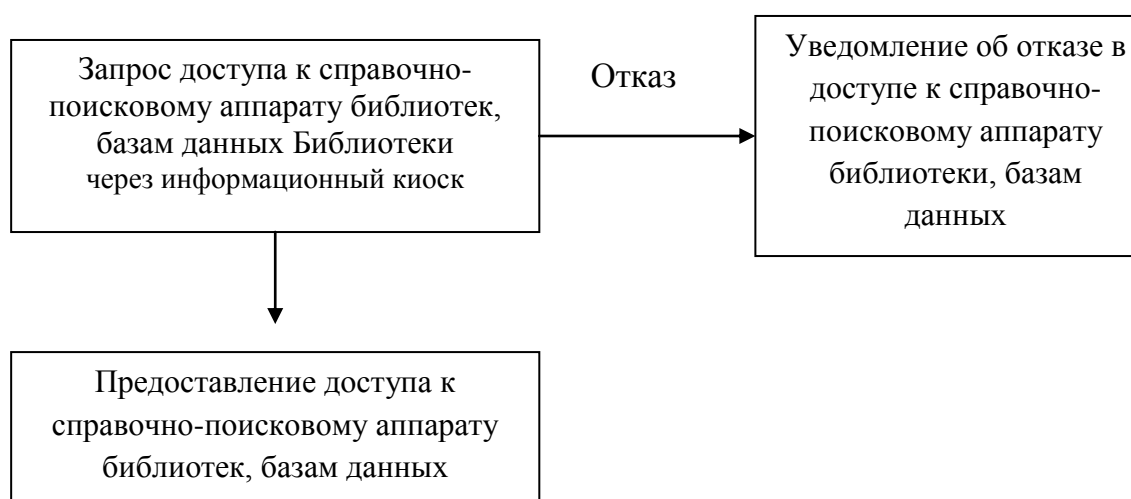 Запрос доступа к справочно-
поисковому аппарату библиотек,
базам данных Библиотеки
через информационный киоск
Отказ
Уведомление об отказе в
доступе к справочно-
поисковому аппарату
библиотеки, базам
данных
Предоставление доступа к
справочно-поисковому аппарату
библиотек, базам данных